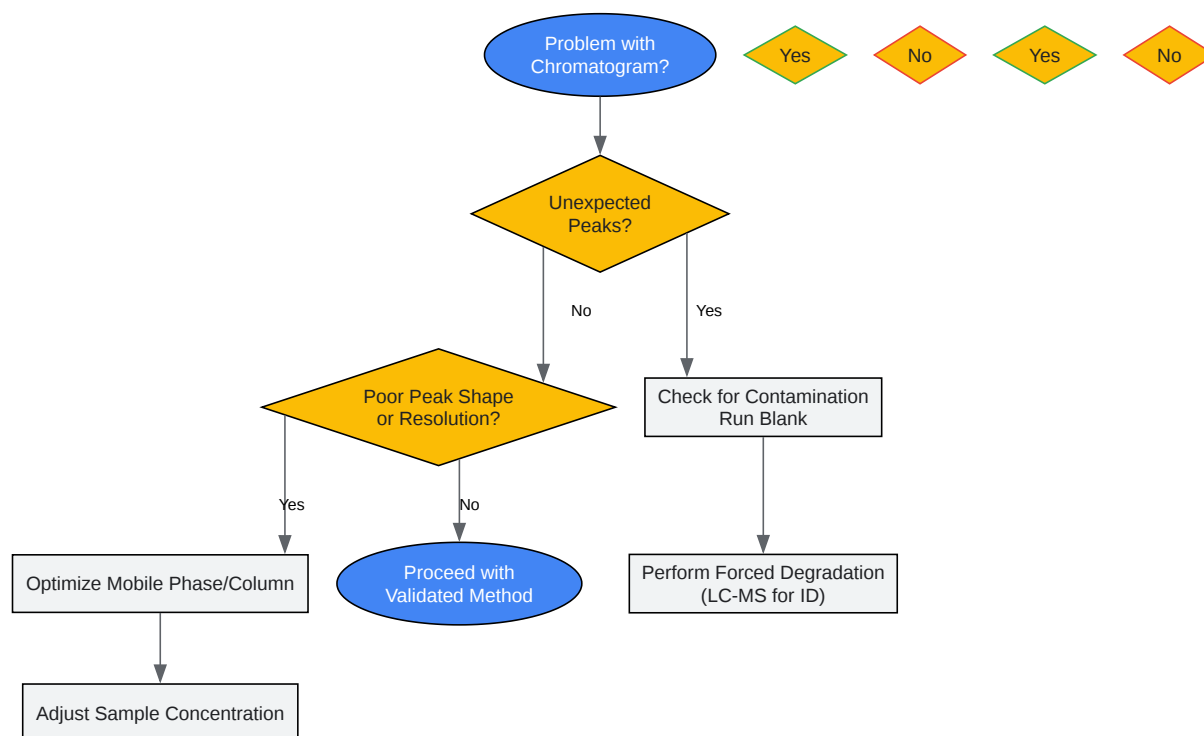 Problem with
Chromatogram?
Yes
No
Yes
No
Unexpected
Peaks?
No
Yes
Poor Peak Shape
or Resolution?
Check for Contamination
Run Blank
Yes
No
Optimize Mobile Phase/Column
Proceed with
Validated Method
Perform Forced Degradation
(LC-MS for ID)
Adjust Sample Concentration